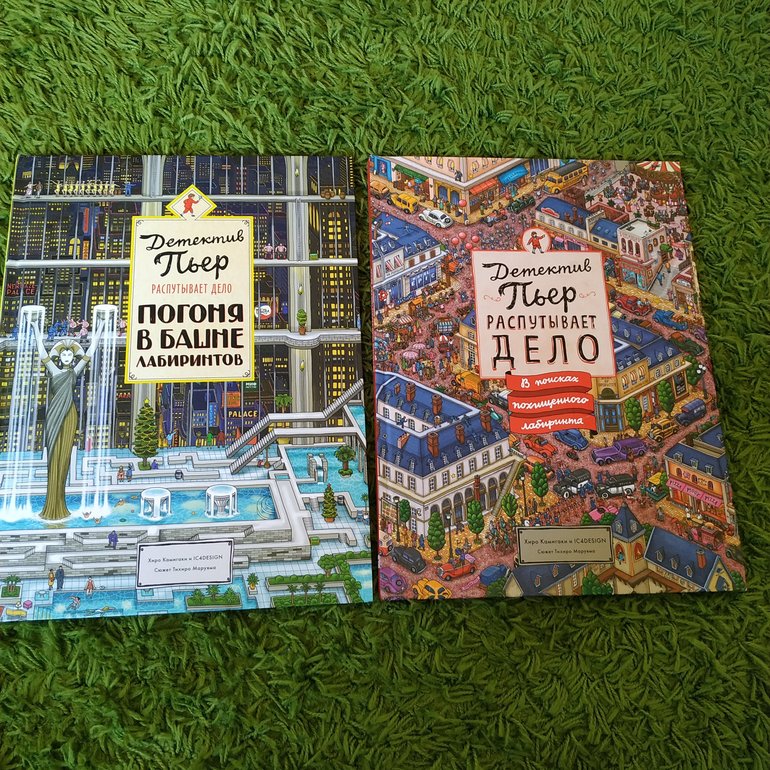 Детектив
Пьер
РАСПУТЫВАЕТ ДЕЛО
ПОГОНЯ
В БАШНЕ
ЛАБИРИНТОВ
PALACE
PALACE
Хиро Камигаки и IC4DESIGN
Сюжет Тихиро Маруяма
Детектив
Пьер
РАСПУТЫВАЕТ
ДЕЛО
В поисках
похищенного
лабиринта
Хиро Камигаки и IC4DESIGN
Сюжет Тихиро Маруяма